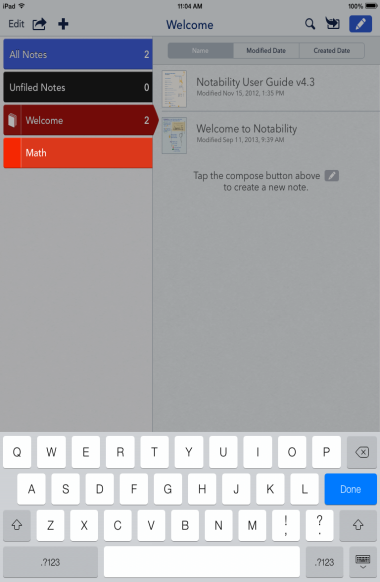 iPad 11:04 AM 100%
Edit Welcome
Name Modified Date Created Date
All Notes 2
Unfiled Notes 0
Welcome 2
Math
Notability User Guide v4.3
Modified Nov 15, 2012, 1:35 PM
Welcome to Notability
Modified Sep 11, 2013, 9:39 AM
Tap the compose button above
to create a new note.
Q W E R T Y U I O P
A S D F G H J K L Done
Z X C V B N M ! , ? .
.?123 .?123